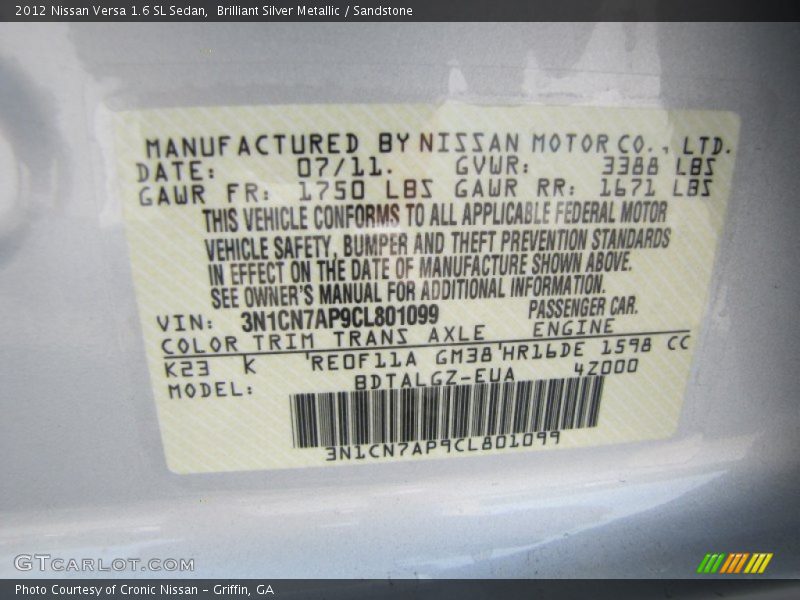 2012 Nissan Versa 1.6 SL Sedan,  Brilliant Silver Metallic / Sandstone
MANUFACTURED BY NISSAN MOTOR CO., LTD.
DATE: 07/11. GVWR: 3388 LBS
GAWR FR: 1750 LBS GAWR RR: 1671 LBS
THIS VEHICLE CONFORMS TO ALL APPLICABLE FEDERAL MOTOR
VEHICLE SAFETY, BUMPER AND THEFT PREVENTION STANDARDS
IN EFFECT ON THE DATE OF MANUFACTURE SHOWN ABOVE.
SEE OWNER'S MANUAL FOR ADDITIONAL INFORMATION.
VIN: 3N1CN7AP9CL801099 PASSENGER CAR.
COLOR TRIM TRANS AXLE ENGINE
K23 K 'RE0F11A GM38'HR16DE 1598 CC
MODEL: BDTALGZ-EUA 4Z000
3N1CN7AP9CL801099
GTCARLOT.COM
Photo Courtesy of Cronic Nissan – Griffin, GA